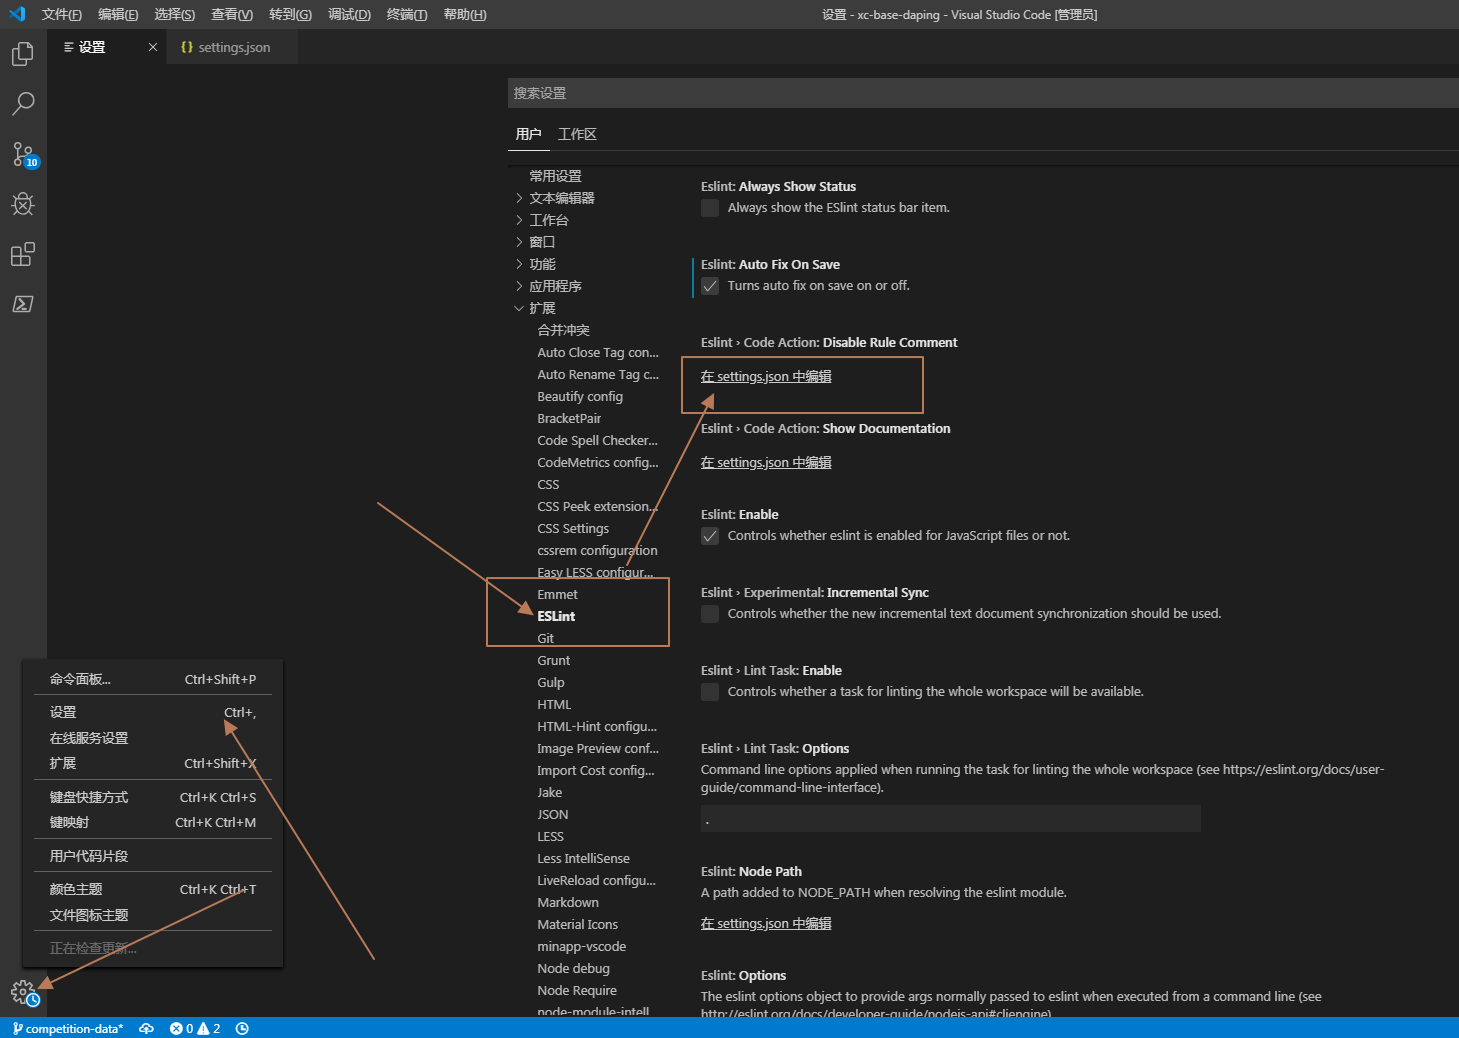 文件(F) 编辑(E) 选择(S) 查看(V) 转到(G) 调试(D) 终端(T) 帮助(H) 设置 - xc-base-daping - Visual Studio Code [管理员]
设置 settings.json
搜索设置
用户 工作区
常用设置
文本编辑器
工作台
窗口
功能
应用程序
扩展
合并冲突
Auto Close Tag con...
Auto Rename Tag c...
Beautify config
BracketPair
Code Spell Checker...
CodeMetrics config...
CSS
CSS Peek extension...
CSS Settings
cssrem configuration
Easy LESS configur...
Emmet
ESLint
Git
Grunt
Gulp
HTML
HTML-Hint configu...
Image Preview conf...
Import Cost config...
Jake
JSON
LESS
Less IntelliSense
LiveReload configu...
Markdown
Material Icons
minapp-vscode
Node debug
Node Require
node-module-intell
Eslint: Always Show Status
Always show the ESlint status bar item.
Eslint: Auto Fix On Save
Turns auto fix on save on or off.
Eslint › Code Action: Disable Rule Comment
在 settings.json 中编辑
Eslint › Code Action: Show Documentation
在 settings.json 中编辑
Eslint: Enable
Controls whether eslint is enabled for JavaScript files or not.
Eslint › Experimental: Incremental Sync
Controls whether the new incremental text document synchronization should be used.
Eslint › Lint Task: Enable
Controls whether a task for linting the whole workspace will be available.
Eslint › Lint Task: Options
Command line options applied when running the task for linting the whole workspace (see https://eslint.org/docs/user-
guide/command-line-interface).
.
Eslint: Node Path
A path added to NODE_PATH when resolving the eslint module.
在 settings.json 中编辑
Eslint: Options
The eslint options object to provide args normally passed to eslint when executed from a command line (see
http://eslint.org/docs/developer-guide/nodejs-api#cliengine)
10
命令面板... Ctrl+Shift+P
设置 Ctrl+,
在线服务设置
扩展 Ctrl+Shift+X
键盘快捷方式 Ctrl+K Ctrl+S
键映射 Ctrl+K Ctrl+M
用户代码片段
颜色主题 Ctrl+K Ctrl+T
文件图标主题
正在检查更新...
competition-data* 0 2